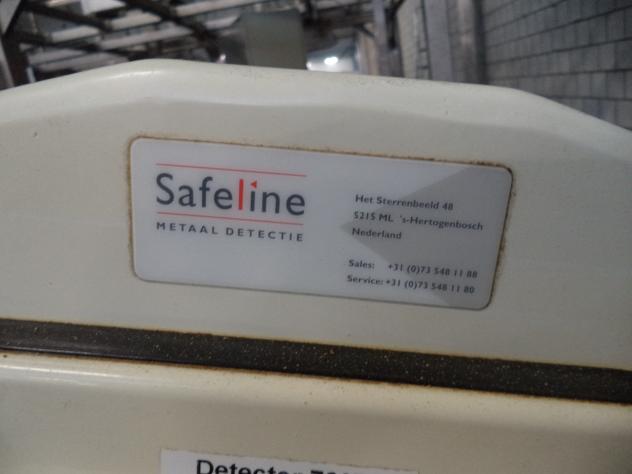 Safeline
METAAL DETECTIE
Het Sterrenbeeld 48
5215 ML 's-Hertogenbosch
Nederland
Sales: +31 (0)73 548 11 88
Service: +31 (0)73 548 11 80
Detector